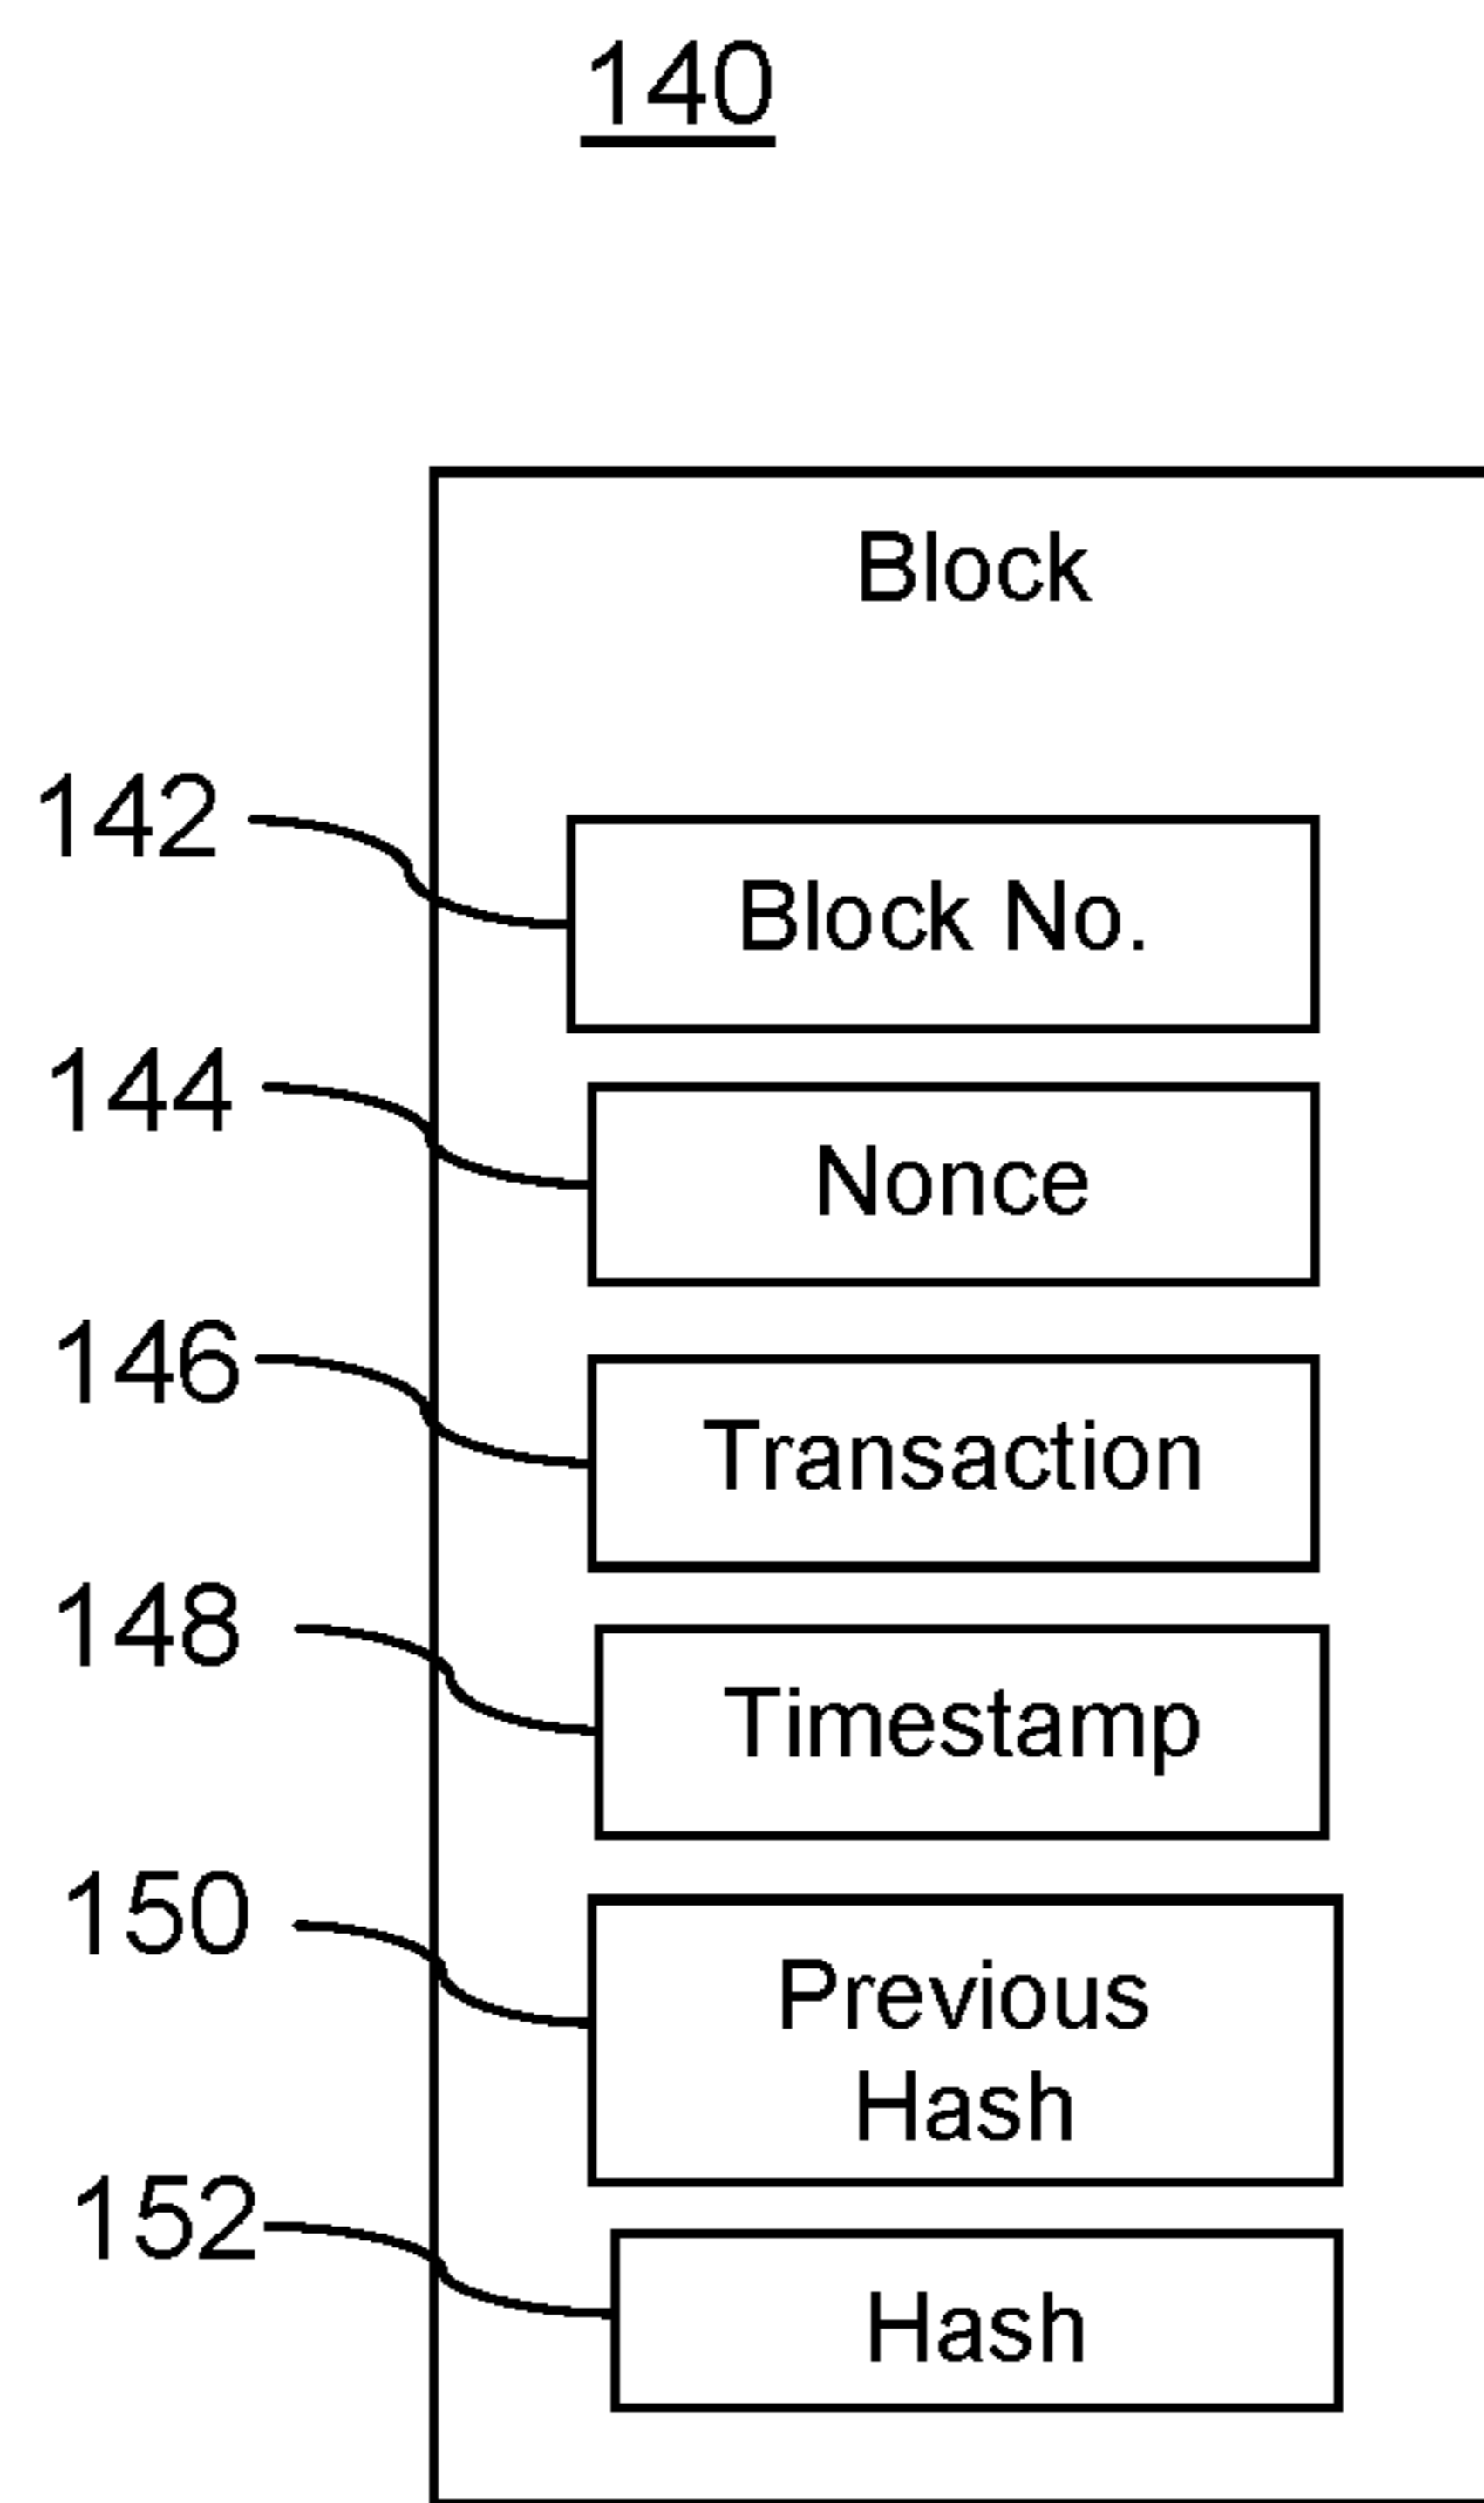 140
Block
142
Block No.
144
Nonce
146
Transaction
148
Timestamp
150
Previous
Hash
152
Hash